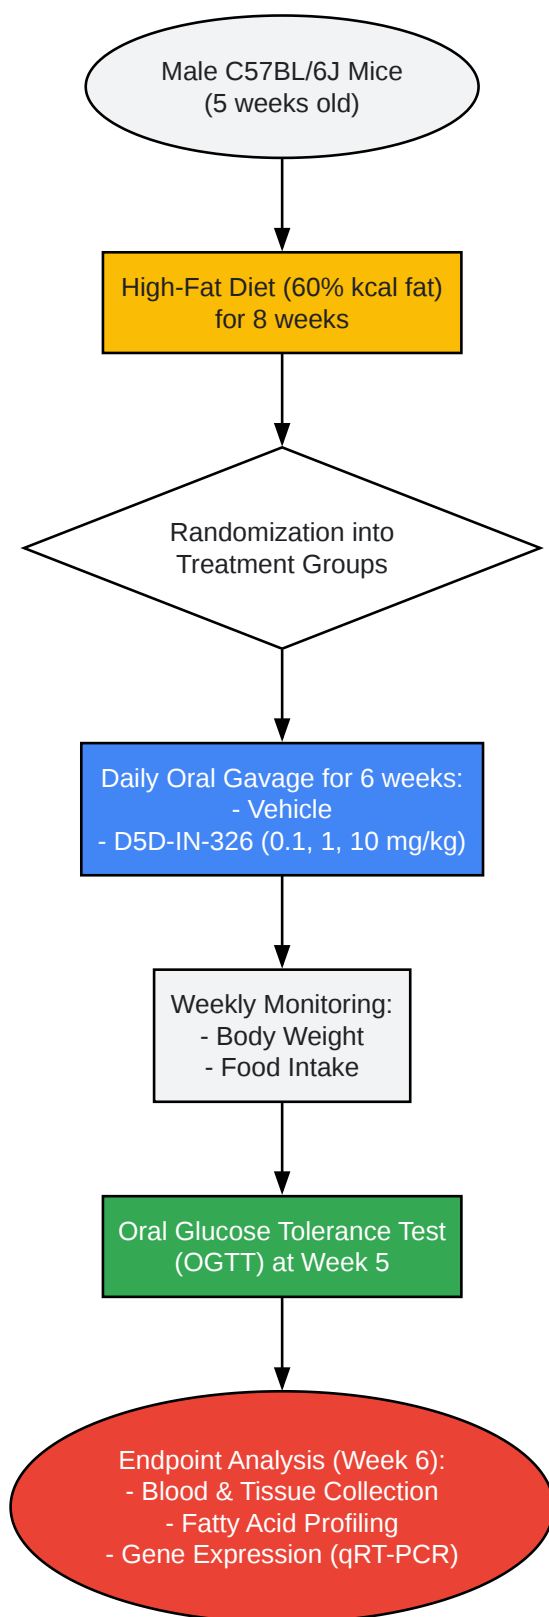 Male C57BL/6J Mice
(5 weeks old)
High-Fat Diet (60% kcal fat)
for 8 weeks
Randomization into
Treatment Groups
Daily Oral Gavage for 6 weeks:
- Vehicle
- D5D-IN-326 (0.1, 1, 10 mg/kg)
Weekly Monitoring:
- Body Weight
- Food Intake
Oral Glucose Tolerance Test
(OGTT) at Week 5
Endpoint Analysis (Week 6):
- Blood & Tissue Collection
- Fatty Acid Profiling
- Gene Expression (qRT-PCR)